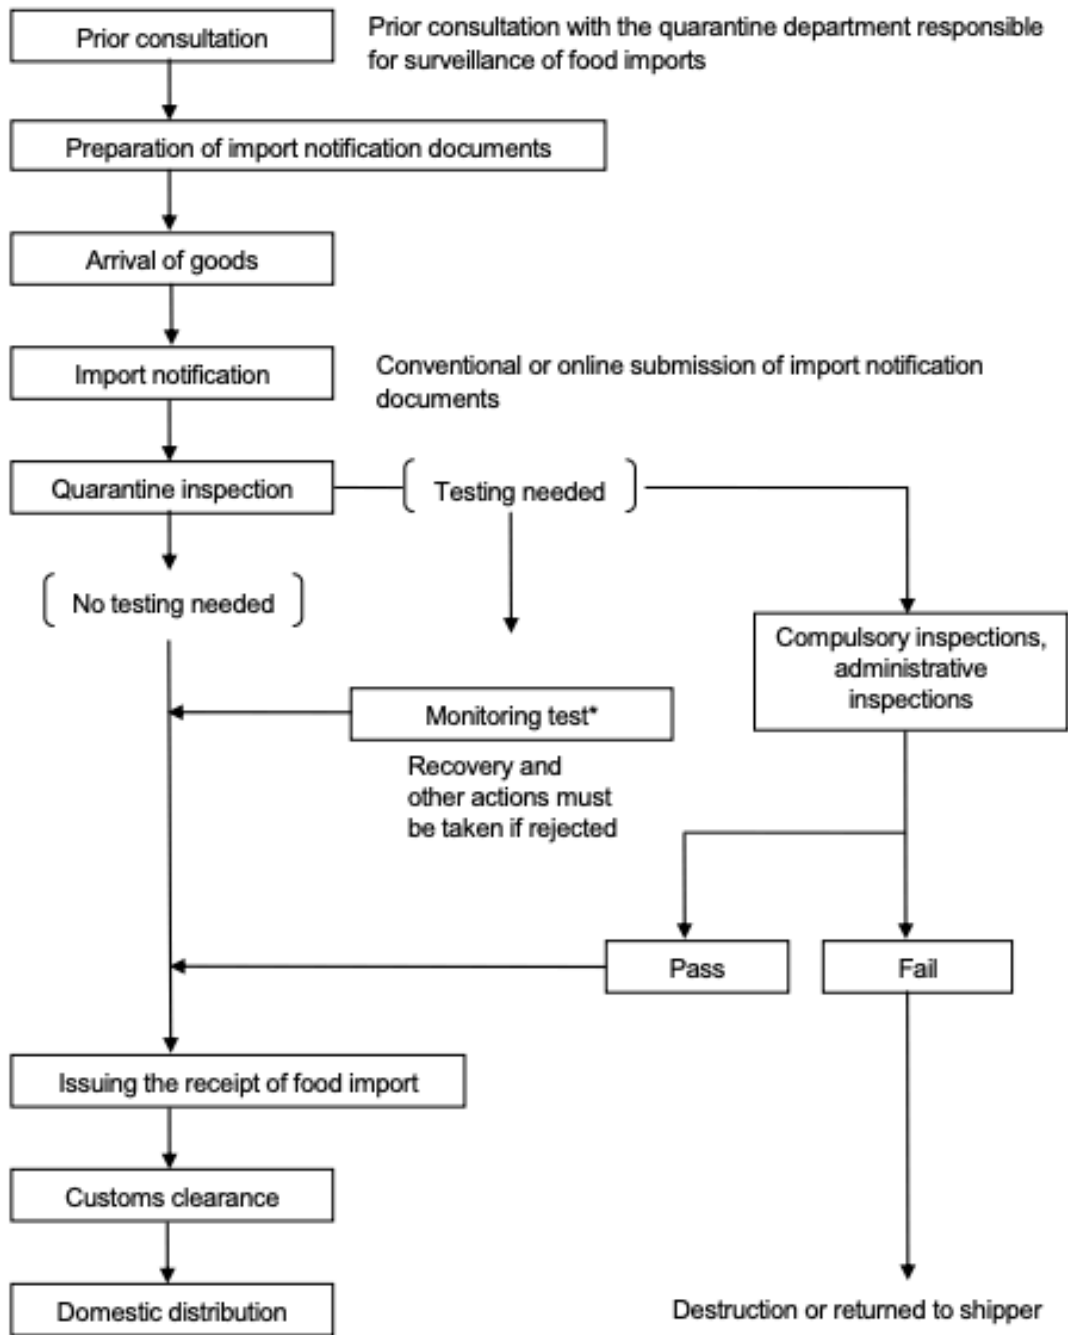 Prior consultation
Prior consultation with the quarantine department responsible
for surveillance of food imports
Preparation of import notification documents
Arrival of goods
Import notification
Conventional or online submission of import notification
documents
Quarantine inspection
Testing needed
No testing needed
Compulsory inspections,
administrative
inspections
Monitoring test*
Recovery and
other actions must
be taken if rejected
Pass
Fail
Issuing the receipt of food import
Customs clearance
Domestic distribution
Destruction or returned to shipper